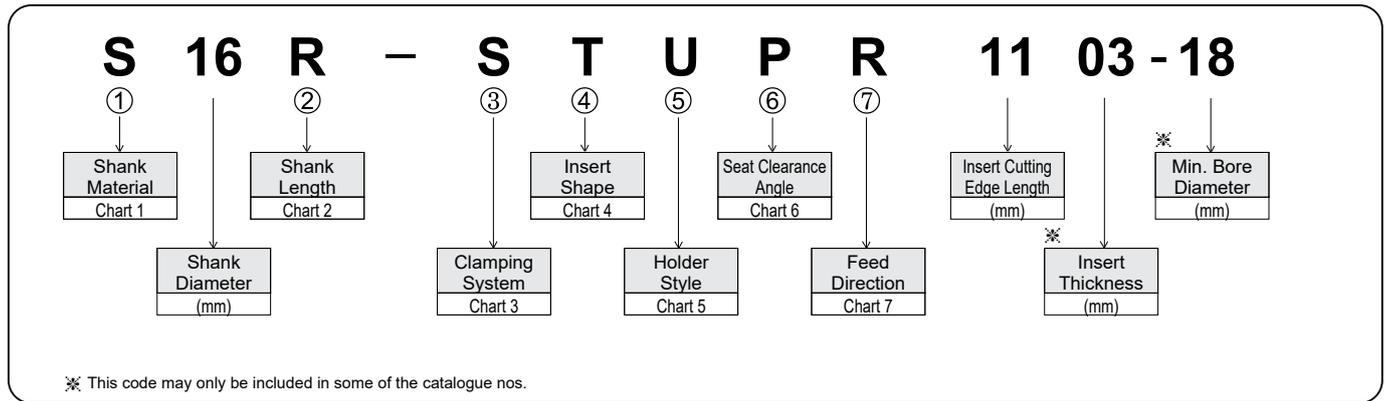 S 16 R – S T U P R 11 03 - 18
① ② ③ ④ ⑤ ⑥ ⑦
※
Shank
Material
Chart 1
Shank
Length
Chart 2
Insert
Shape
Chart 4
Seat Clearance
Angle
Chart 6
Insert Cutting
Edge Length
(mm)
Min. Bore
Diameter
(mm)
※
Shank
Diameter
(mm)
Clamping
System
Chart 3
Holder
Style
Chart 5
Feed
Direction
Chart 7
Insert
Thickness
(mm)
※ This code may only be included in some of the catalogue nos.